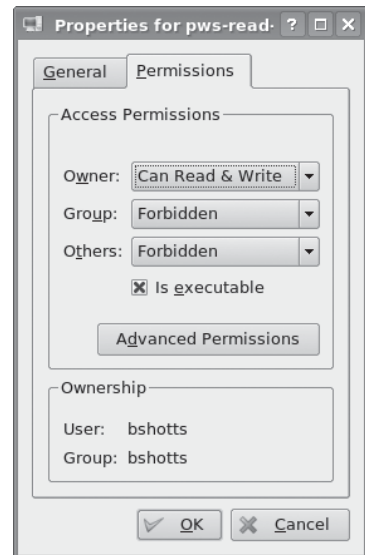 Properties for pws-read-
General Permissions
Access Permissions
Owner: Can Read & Write
Group: Forbidden
Others: Forbidden
Is executable
Advanced Permissions
Ownership
User: bshotts
Group: bshotts
OK Cancel